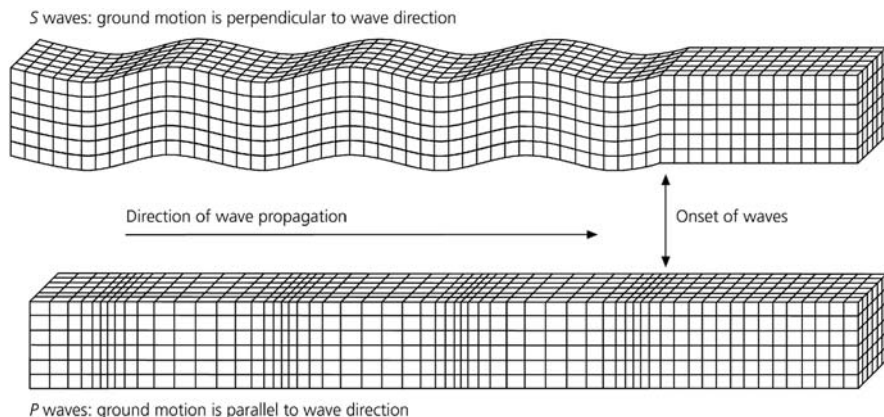 S waves: ground motion is perpendicular to wave direction
Direction of wave propagation
Onset of waves
P waves: ground motion is parallel to wave direction